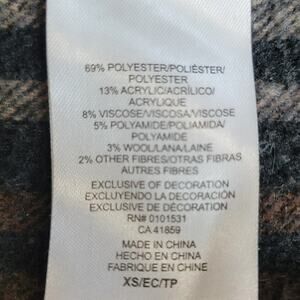 69% POLYESTER/POLIÉSTER/
POLYESTER
13% ACRYLIC/ACRÍLICO/
ACRYLIQUE
8% VISCOSE/VISCOSA/VISCOSE
5% POLYAMIDE/POLIAMIDA/
POLYAMIDE
3% WOOL/LANA/LAINE
2% OTHER FIBRES/OTRAS FIBRAS
AUTRES FIBRES
EXCLUSIVE OF DECORATION
EXCLUYENDO LA DECORACIÓN
EXCLUSIVE DE DÉCORATION
RN# 0101531
CA 41859
MADE IN CHINA
HECHO EN CHINA
FABRIQUE EN CHINE
XS/EC/TP